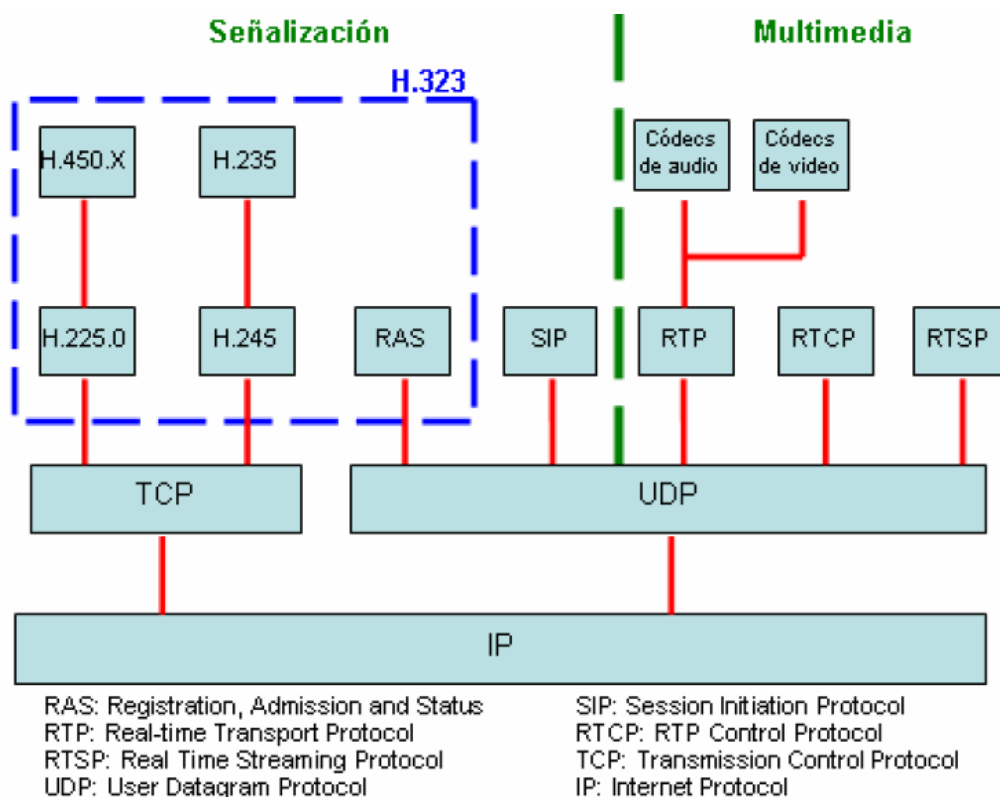 Señalización
Multimedia
H.323
H.450.X
H.235
Códecs
de audio
Códecs
de video
H.225.0
H.245
RAS
SIP
RTP
RTCP
RTSP
TCP
UDP
IP
RAS: Registration, Admission and Status
SIP: Session Initiation Protocol
RTP: Real-time Transport Protocol
RTCP: RTP Control Protocol
RTSP: Real Time Streaming Protocol
TCP: Transmission Control Protocol
UDP: User Datagram Protocol
IP: Internet Protocol